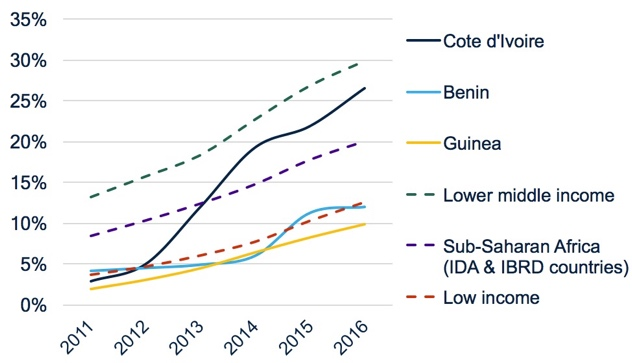 35%
30%
25%
20%
15%
10%
5%
0%
2011
2012
2013
2014
2015
2016
Cote d'Ivoire
Benin
Guinea
Lower middle income
Sub-Saharan Africa
(IDA & IBRD countries)
Low income